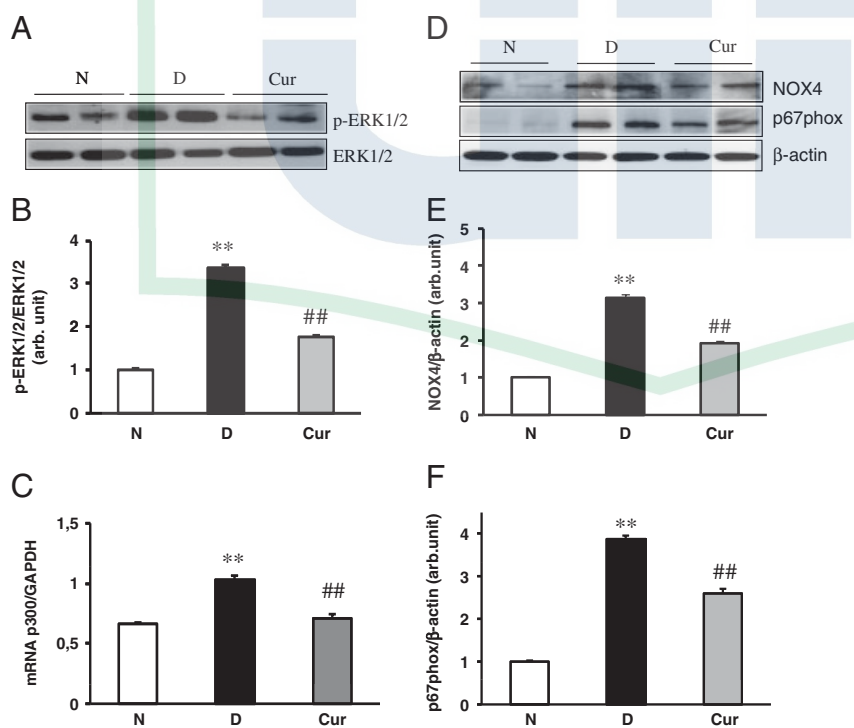 A
N D Cur
p-ERK1/2
ERK1/2
B
p-ERK1/2/ERK1/2
(arb. unit)
4
3
2
1
0
**
##
N D Cur
C
mRNA p300/GAPDH
1,5
1
0,5
0
**
##
N D Cur
D
N D Cur
NOX4
p67phox
β-actin
E
NOX4/β-actin (arb.unit)
5
4
3
2
1
0
**
##
N D Cur
F
p67phox/β-actin (arb.unit)
4
3
2
1
0
**
##
N D Cur